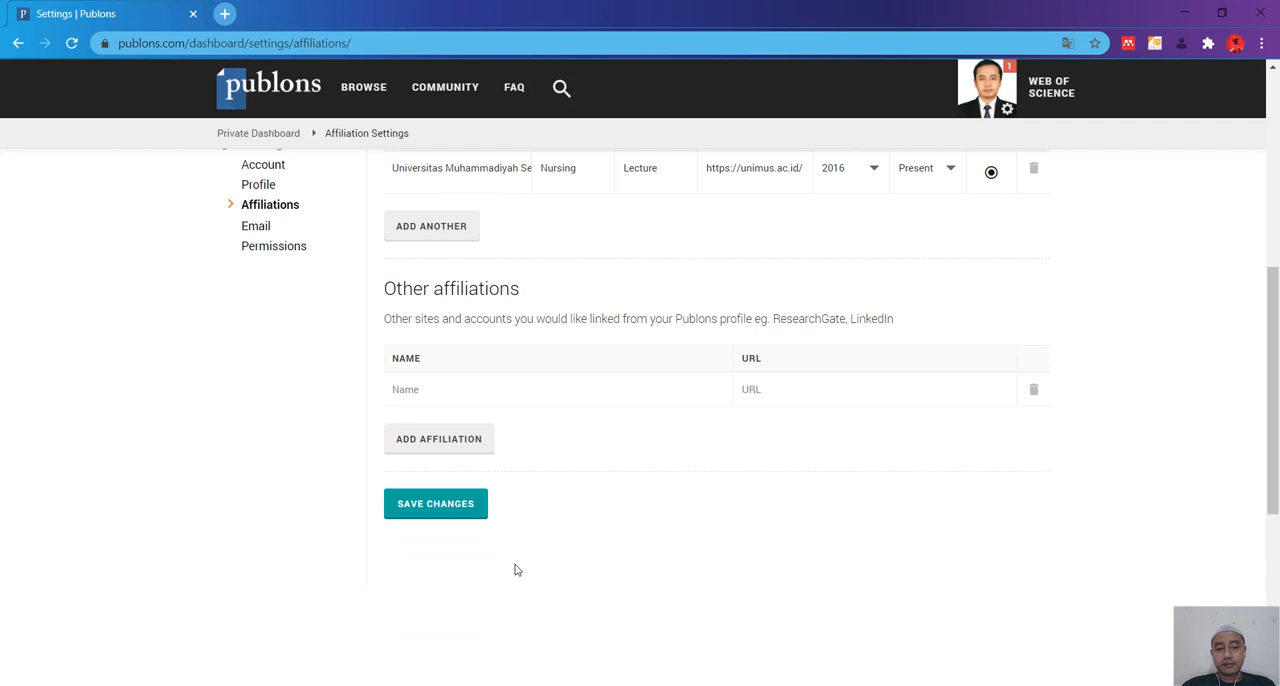 Settings | Publons
publons.com/dashboard/settings/affiliations/
publons BROWSE COMMUNITY FAQ 1 WEB OF SCIENCE
Private Dashboard Affiliation Settings
Account
Profile
Affiliations
Email
Permissions
Universitas Muhammadiyah Se Nursing Lecture https://unimus.ac.id/ 2016 Present
ADD ANOTHER
Other affiliations
Other sites and accounts you would like linked from your Publons profile eg. ResearchGate, LinkedIn
NAME URL
Name URL
ADD AFFILIATION
SAVE CHANGES